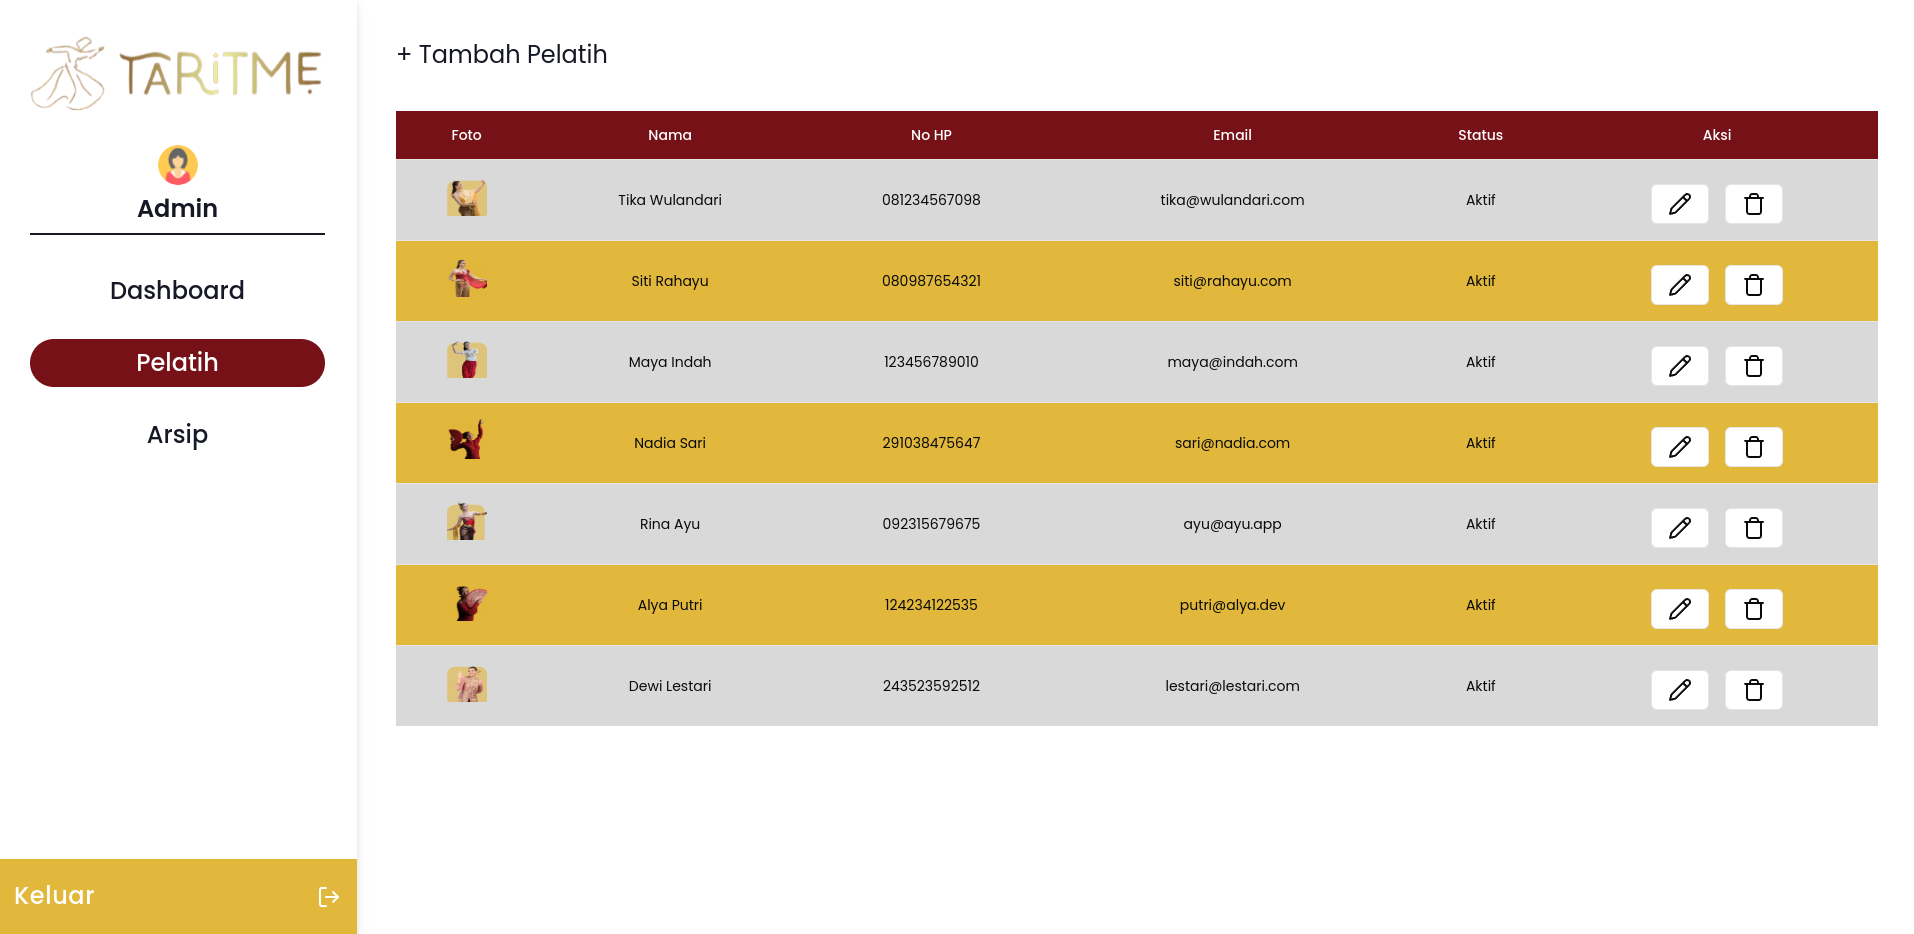 TARiTME
Admin
Dashboard
Pelatih
Arsip
Keluar
+ Tambah Pelatih
Foto Nama No HP Email Status Aksi
Tika Wulandari 081234567098 tika@wulandari.com Aktif
Siti Rahayu 080987654321 siti@rahayu.com Aktif
Maya Indah 123456789010 maya@indah.com Aktif
Nadia Sari 291038475647 sari@nadia.com Aktif
Rina Ayu 092315679675 ayu@ayu.app Aktif
Alya Putri 124234122535 putri@alya.dev Aktif
Dewi Lestari 243523592512 lestari@lestari.com Aktif